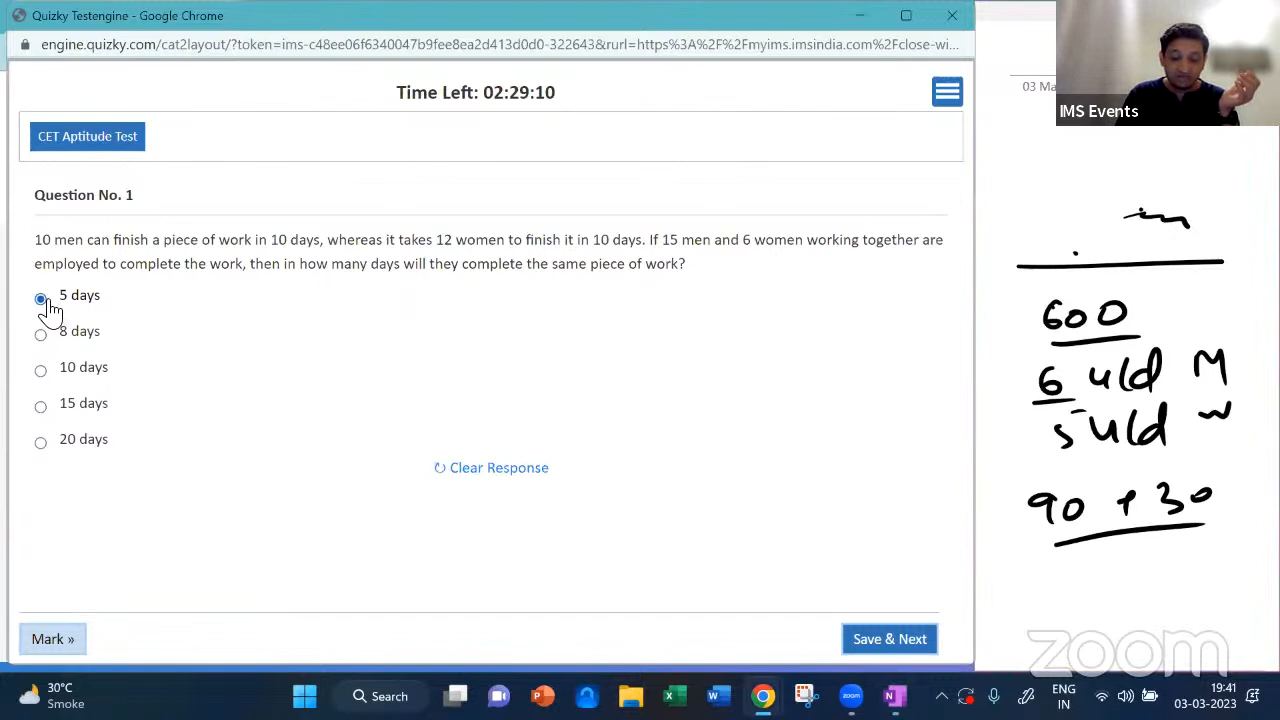 Quizky Testengine - Google Chrome
engine.quizky.com/cat2layout/?token=ims-c48ee06f6340047b9fee8ea2d413d0d0-322643&rurl=https%3A%2F%2Fmyims.imsindia.com%2Fclose-wi...
Time Left: 02:29:10
03 Ma
IMS Events
CET Aptitude Test
Question No. 1
10 men can finish a piece of work in 10 days, whereas it takes 12 women to finish it in 10 days. If 15 men and 6 women working together are
employed to complete the work, then in how many days will they complete the same piece of work?
5 days
8 days
10 days
15 days
20 days
Clear Response
600
6 u/d M
5 u/d W
90 + 30
Mark »
Save & Next
zoom
30°C
Smoke
Search
zoom
ENG
IN
19:41
03-03-2023